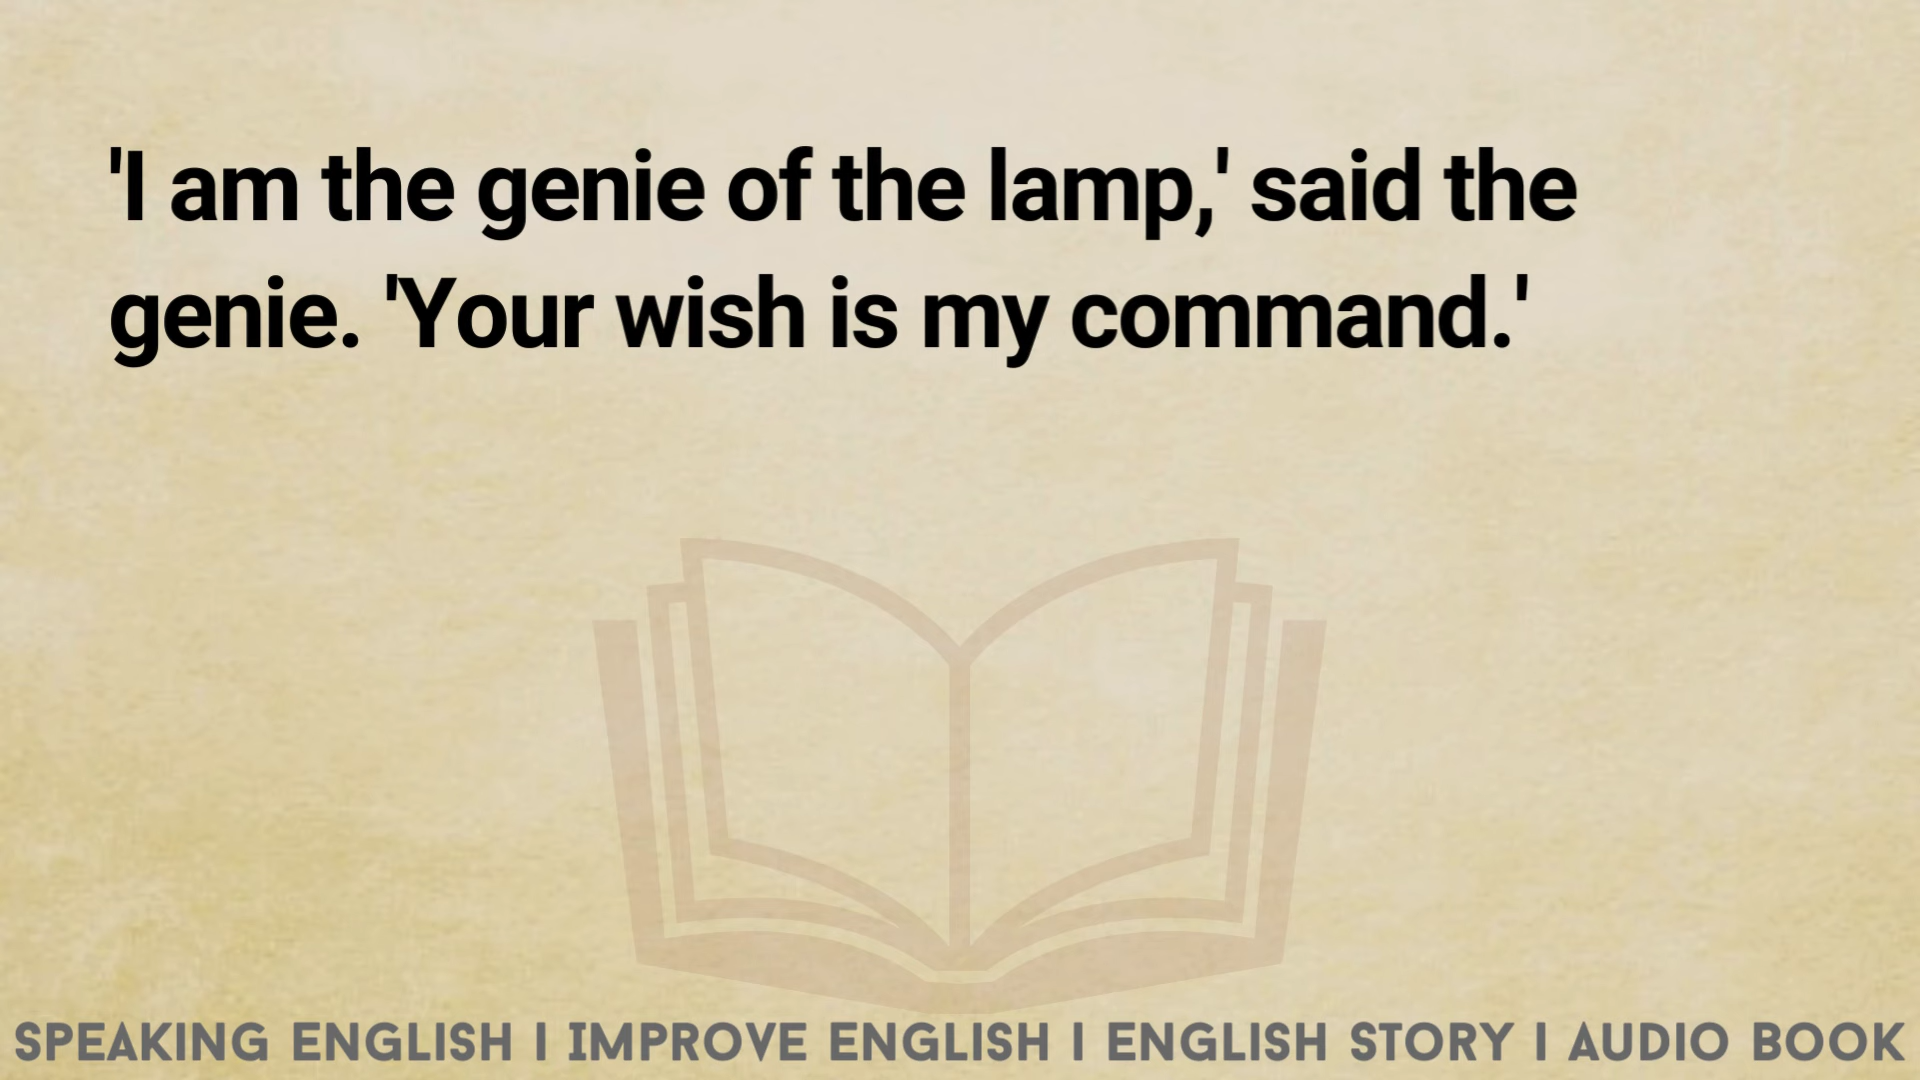 'I am the genie of the lamp,' said the
genie. 'Your wish is my command.'
SPEAKING ENGLISH I IMPROVE ENGLISH I ENGLISH STORY I AUDIO BOOK